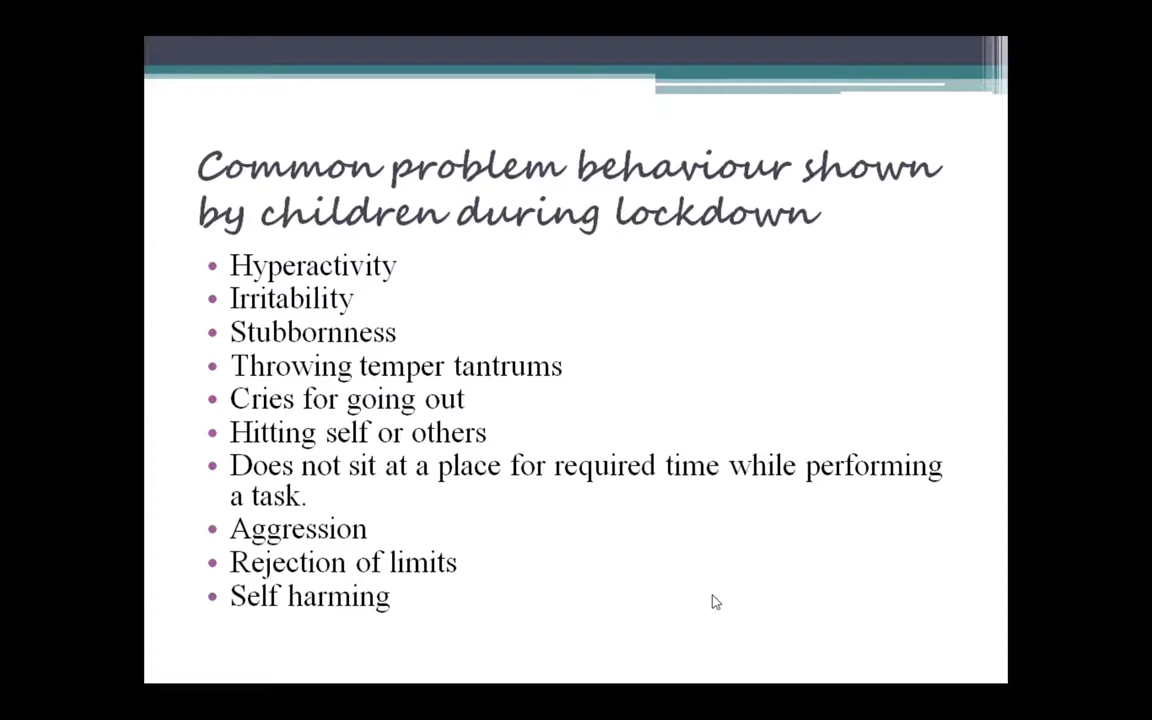 Common problem behaviour shown
by children during lockdown
• Hyperactivity
• Irritability
• Stubbornness
• Throwing temper tantrums
• Cries for going out
• Hitting self or others
• Does not sit at a place for required time while performing
a task.
• Aggression
• Rejection of limits
• Self harming